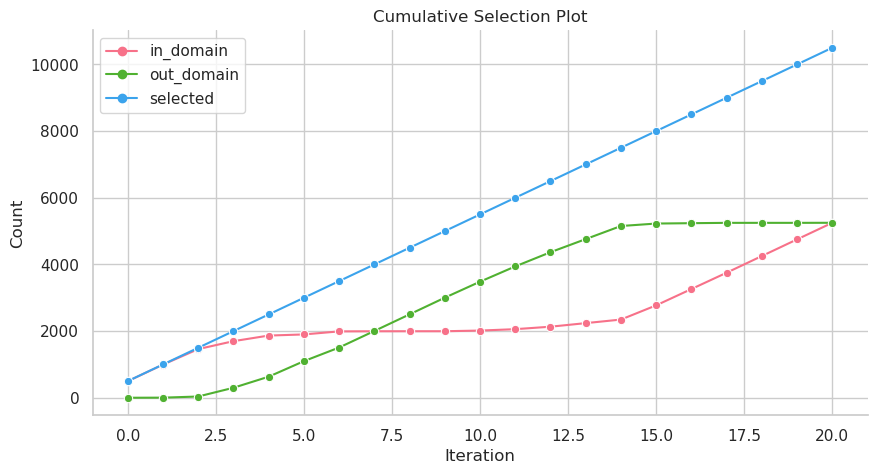 Cumulative Selection Plot
in_domain
out_domain
selected
10000
8000
6000
4000
2000
0
Count
0.0 2.5 5.0 7.5 10.0 12.5 15.0 17.5 20.0
Iteration